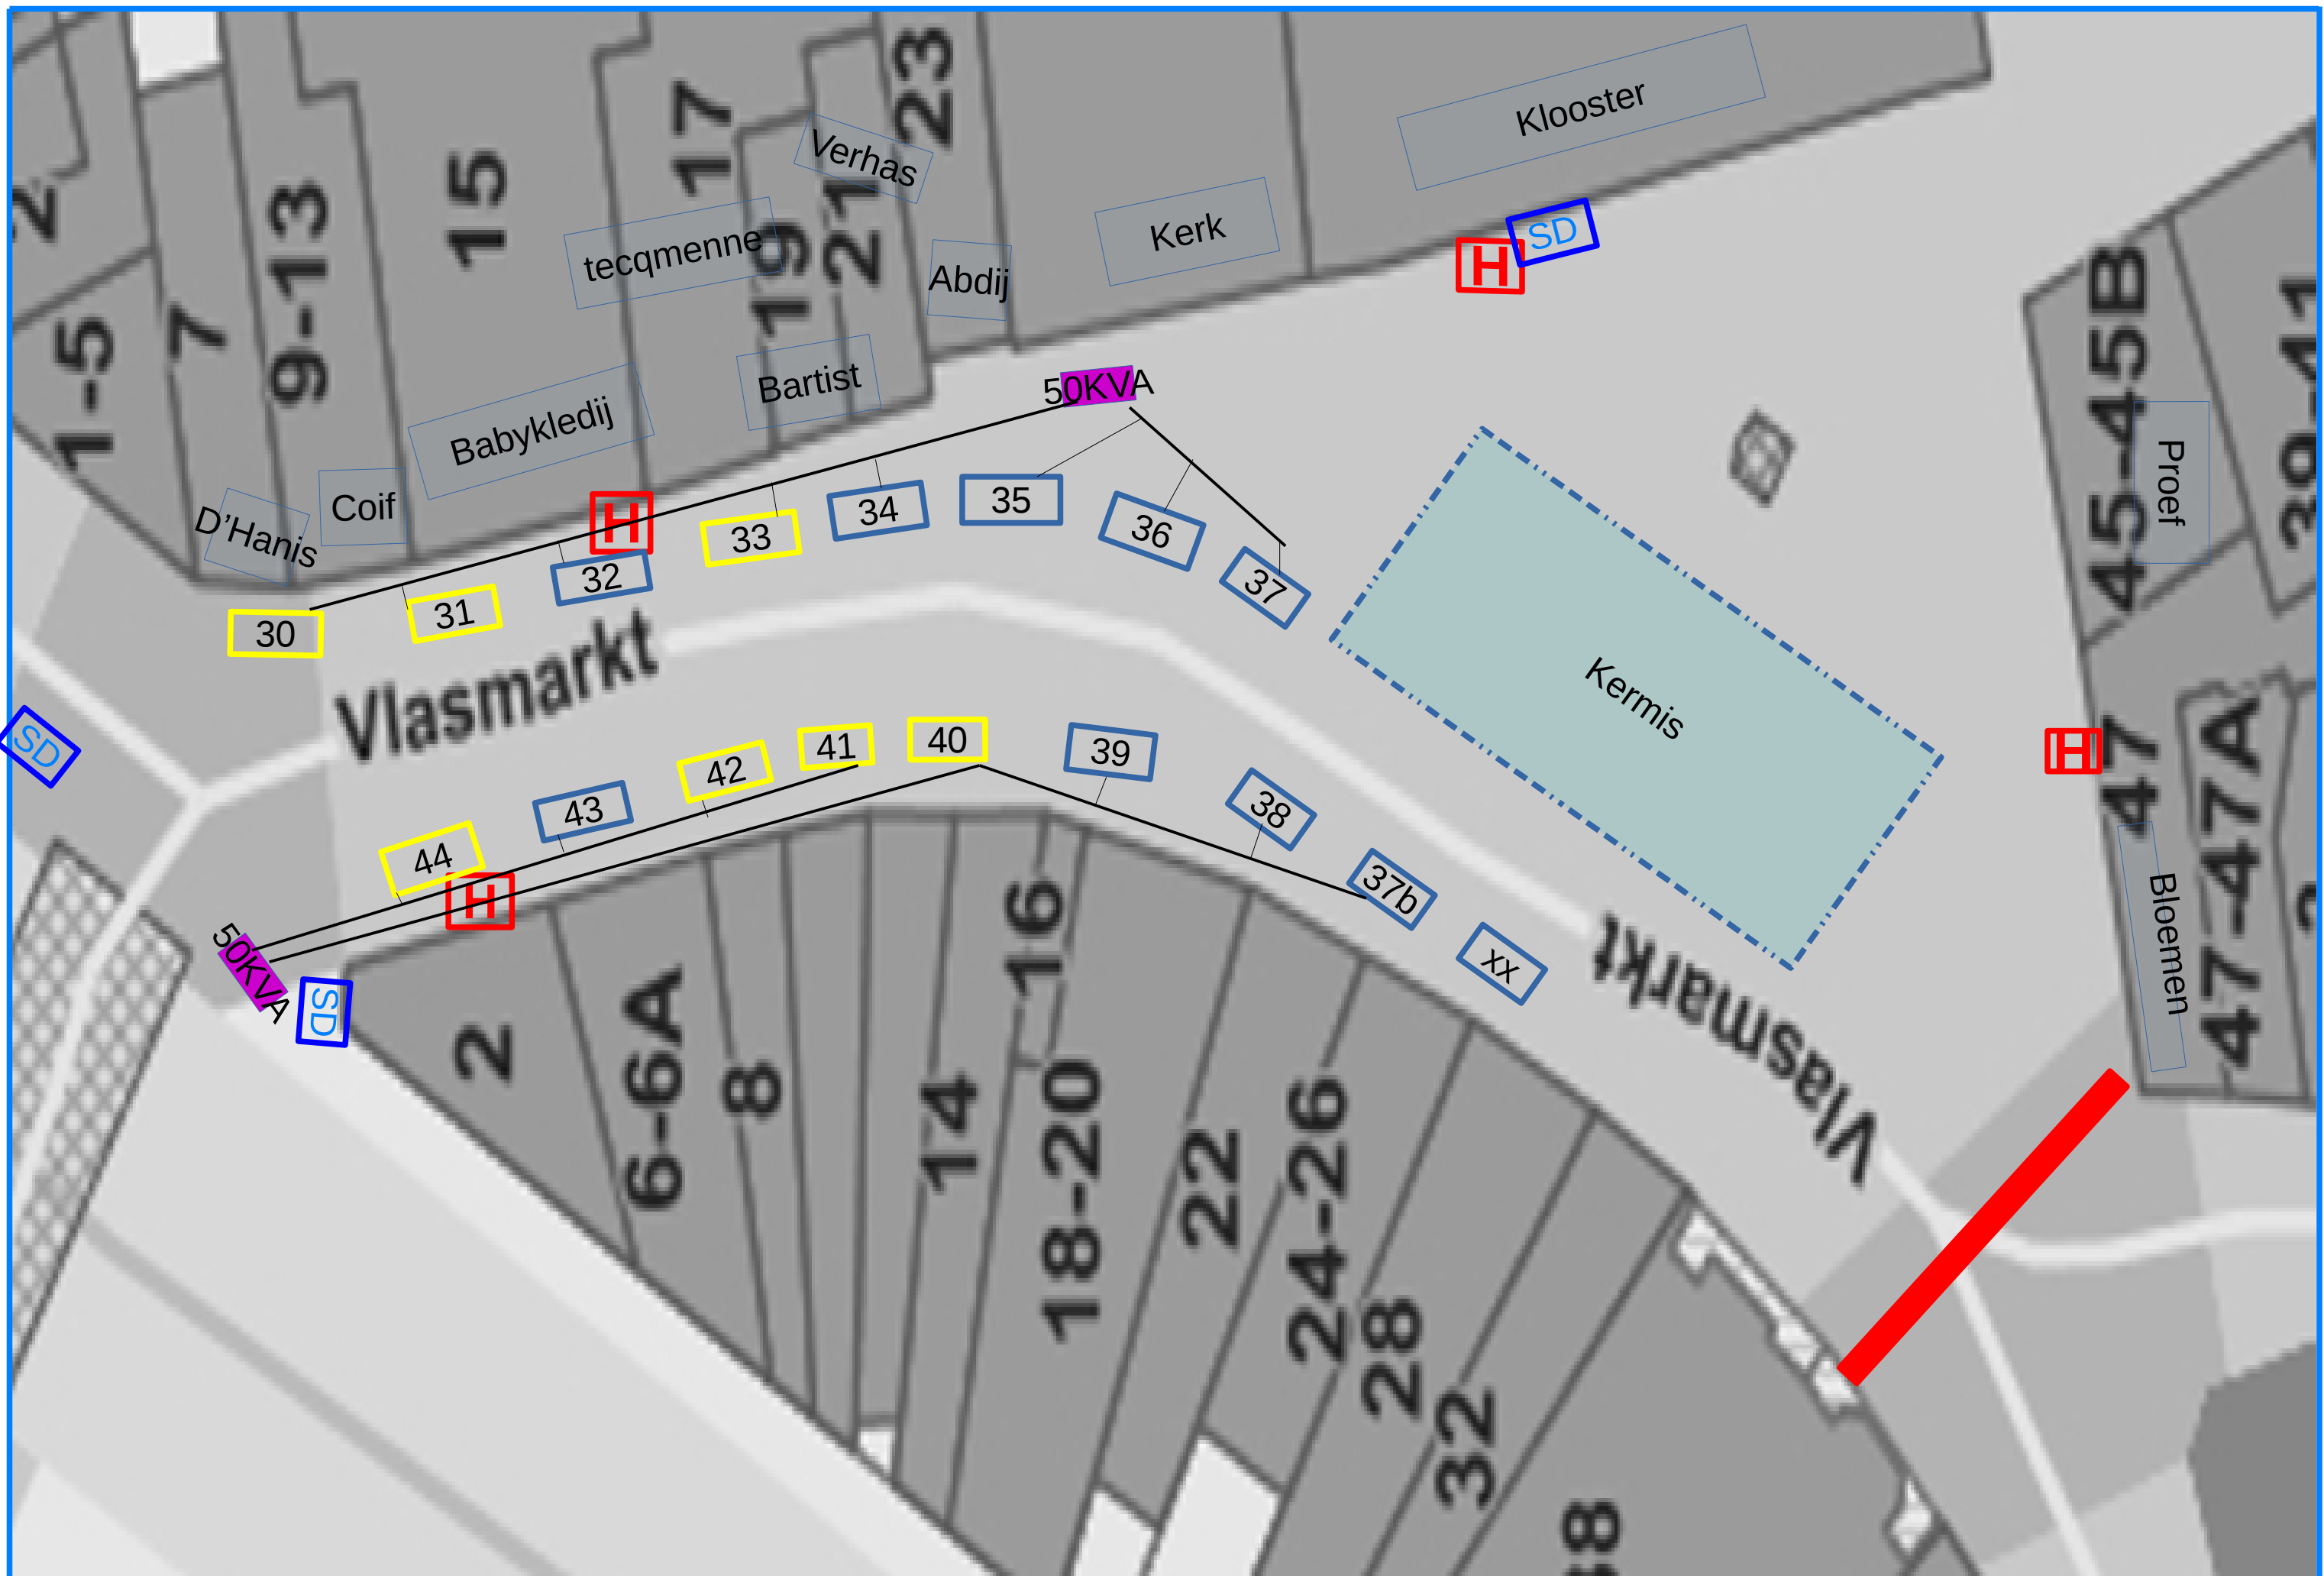 23
17
Klooster
Verhas
15
21
2
9-13
tecqmenne
19
Kerk
SD
H
Abdij
45-45B
39-41
7
1-5
50KVA
Bartist
Babykledij
Proef
Coif
D'Hanis
H
35
34
33
36
32
37
31
30
Vlasmarkt
Kermis
SD
40
41
39
42
H
47
47-47A
43
38
44
37b
H
Bloemen
xx
Vlasmarkt
50KVA
SD
2
6-6A
8
14
16
18-20
22
24-26
28
32